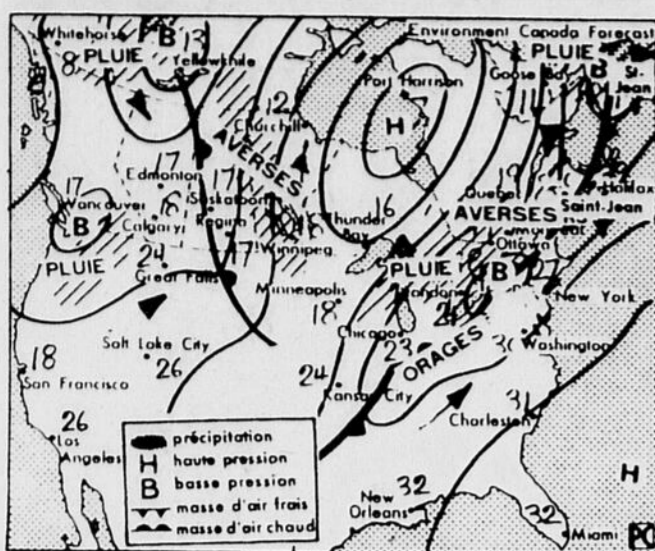 Environment Canada Forecast
Whitehorse
B
13
PLUIE
8
Yellowknife
PLUIE
Goose Bay
B
St-
Jean
Port Harrison
H
12
Churchill
AVERSES
17
Edmonton
17
Vancouver
B
18
Calgary
17
Saskatoon
Regina
17
Winnipeg
16
Thunder
Bay
Quebec
Halifax
Saint-Jean
AVERSES
Ottawa
PLUIE
24
Great Falls
PLUIE
London
B
New York
Minneapolis
18
Chicago
23
ORAGES
30
Washington
Salt Lake City
26
18
San Francisco
24
Kansas City
31
Charleston
26
Los
Angeles
New
Orleans
32
32
Miami
H
précipitation
H haute pression
B basse pression
masse d'air frais
masse d'air chaud